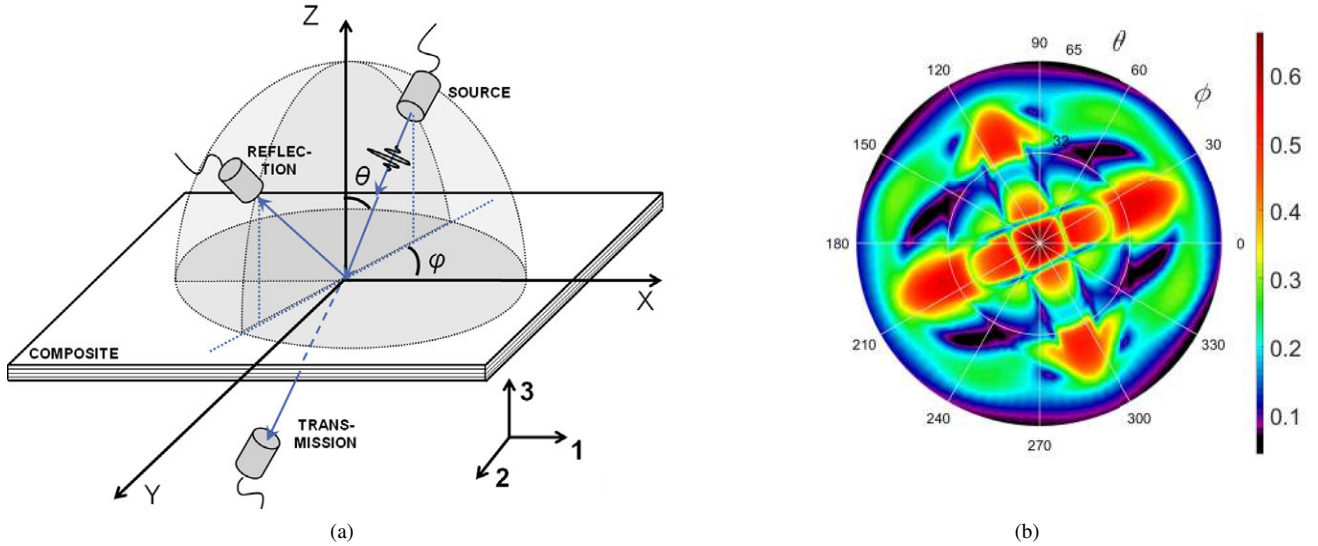 Z
SOURCE
REFLEC-
TION
θ
φ
X
COMPOSITE
TRANS-
MISSION
Y
3
1
2
(a)
90
65
θ
120
60
ϕ
150
32
30
180
0
210
330
240
300
270
0.6
0.5
0.4
0.3
0.2
0.1
(b)